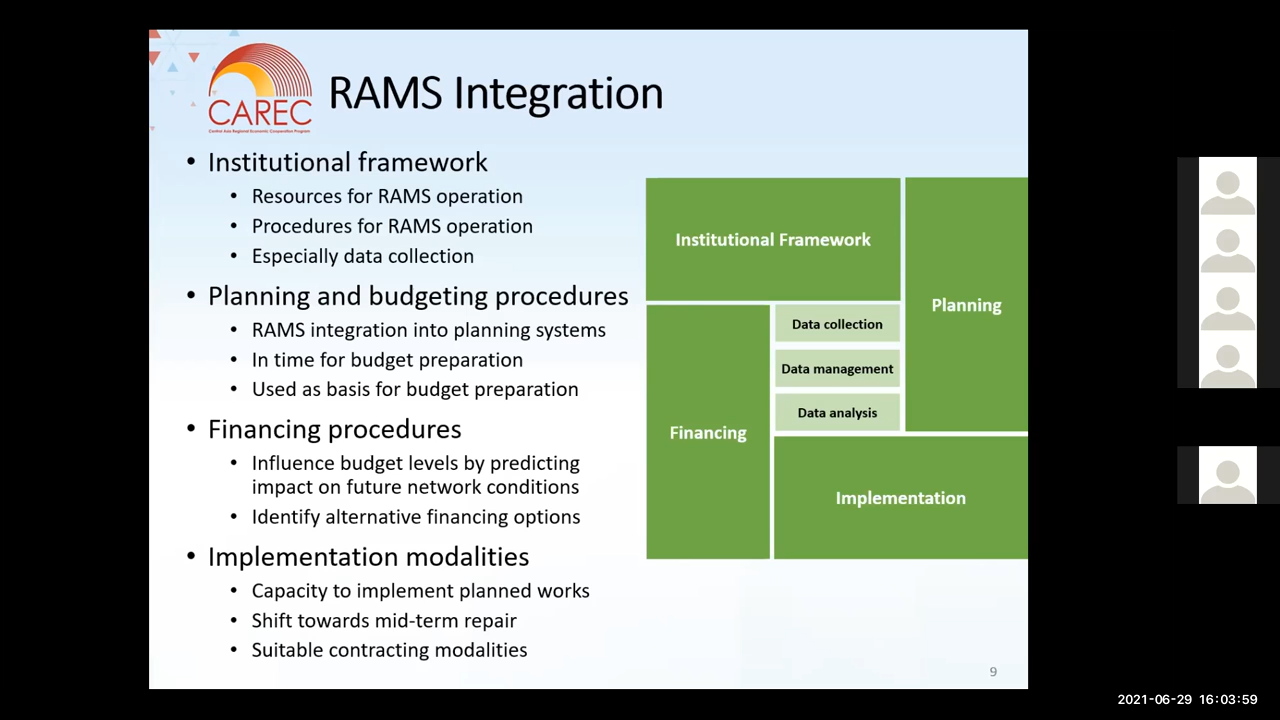 CAREC
Central Asia Regional Economic Cooperation Program
RAMS Integration
• Institutional framework
• Resources for RAMS operation
• Procedures for RAMS operation
• Especially data collection
• Planning and budgeting procedures
• RAMS integration into planning systems
• In time for budget preparation
• Used as basis for budget preparation
• Financing procedures
• Influence budget levels by predicting
impact on future network conditions
• Identify alternative financing options
• Implementation modalities
• Capacity to implement planned works
• Shift towards mid-term repair
• Suitable contracting modalities
Institutional Framework
Planning
Data collection
Data management
Data analysis
Financing
Implementation
9
2021-06-29 16:03:59